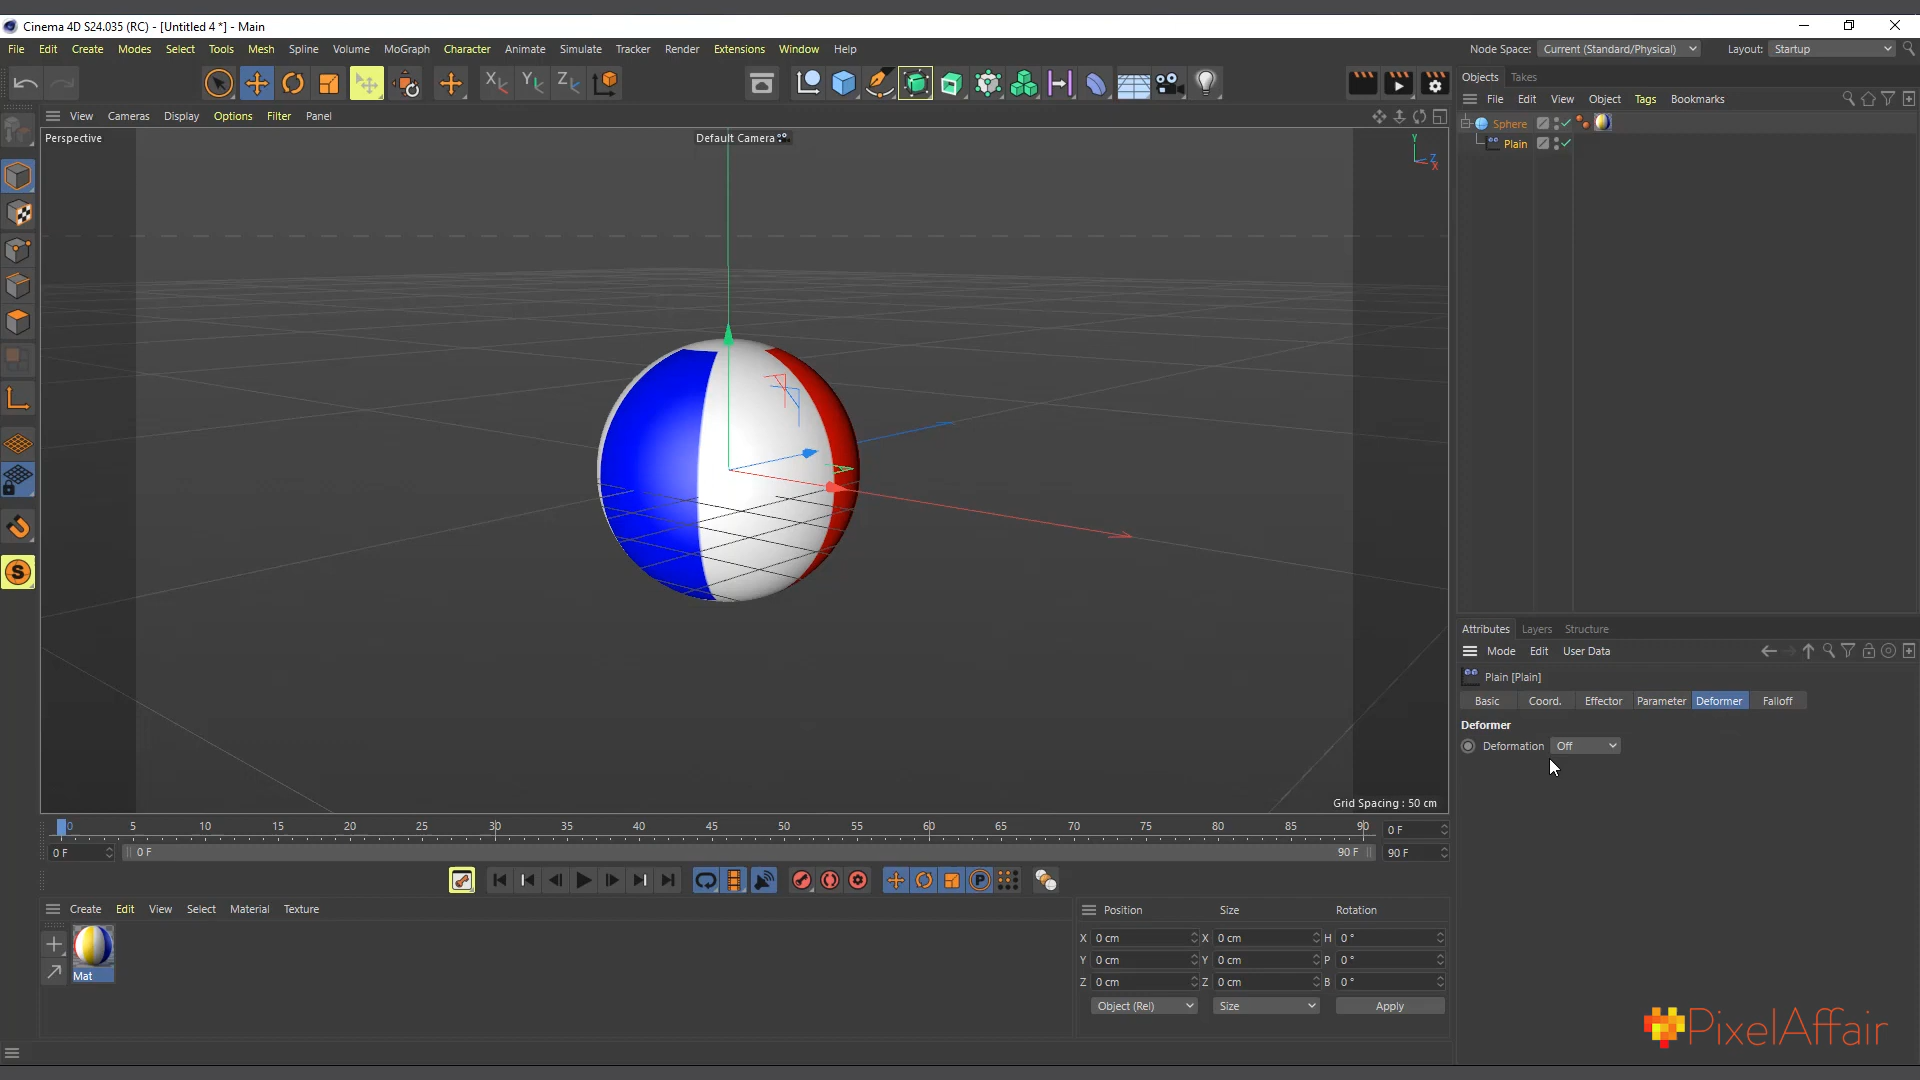 Cinema 4D S24.035 (RC) - [Untitled 4 *] - Main
File Edit Create Modes Select Tools Mesh Spline Volume MoGraph Character Animate Simulate Tracker Render Extensions Window Help Node Space: Current (Standard/Physical) Layout: Startup
X Y Z
Objects Takes
File Edit View Object Tags Bookmarks
View Cameras Display Options Filter Panel
Sphere
Plain
Perspective
Default Camera
Y
Z
X
S
Grid Spacing : 50 cm
Attributes Layers Structure
Mode Edit User Data
Plain [Plain]
Basic Coord. Effector Parameter Deformer Falloff
Deformer
Deformation Off
0 5 10 15 20 25 30 35 40 45 50 55 60 65 70 75 80 85 90 0 F
0 F 0 F 90 F 90 F
P
Create Edit View Select Material Texture
Mat
Position Size Rotation
X 0 cm X 0 cm H 0 °
Y 0 cm Y 0 cm P 0 °
Z 0 cm Z 0 cm B 0 °
Object (Rel) Size Apply
PixelAffair